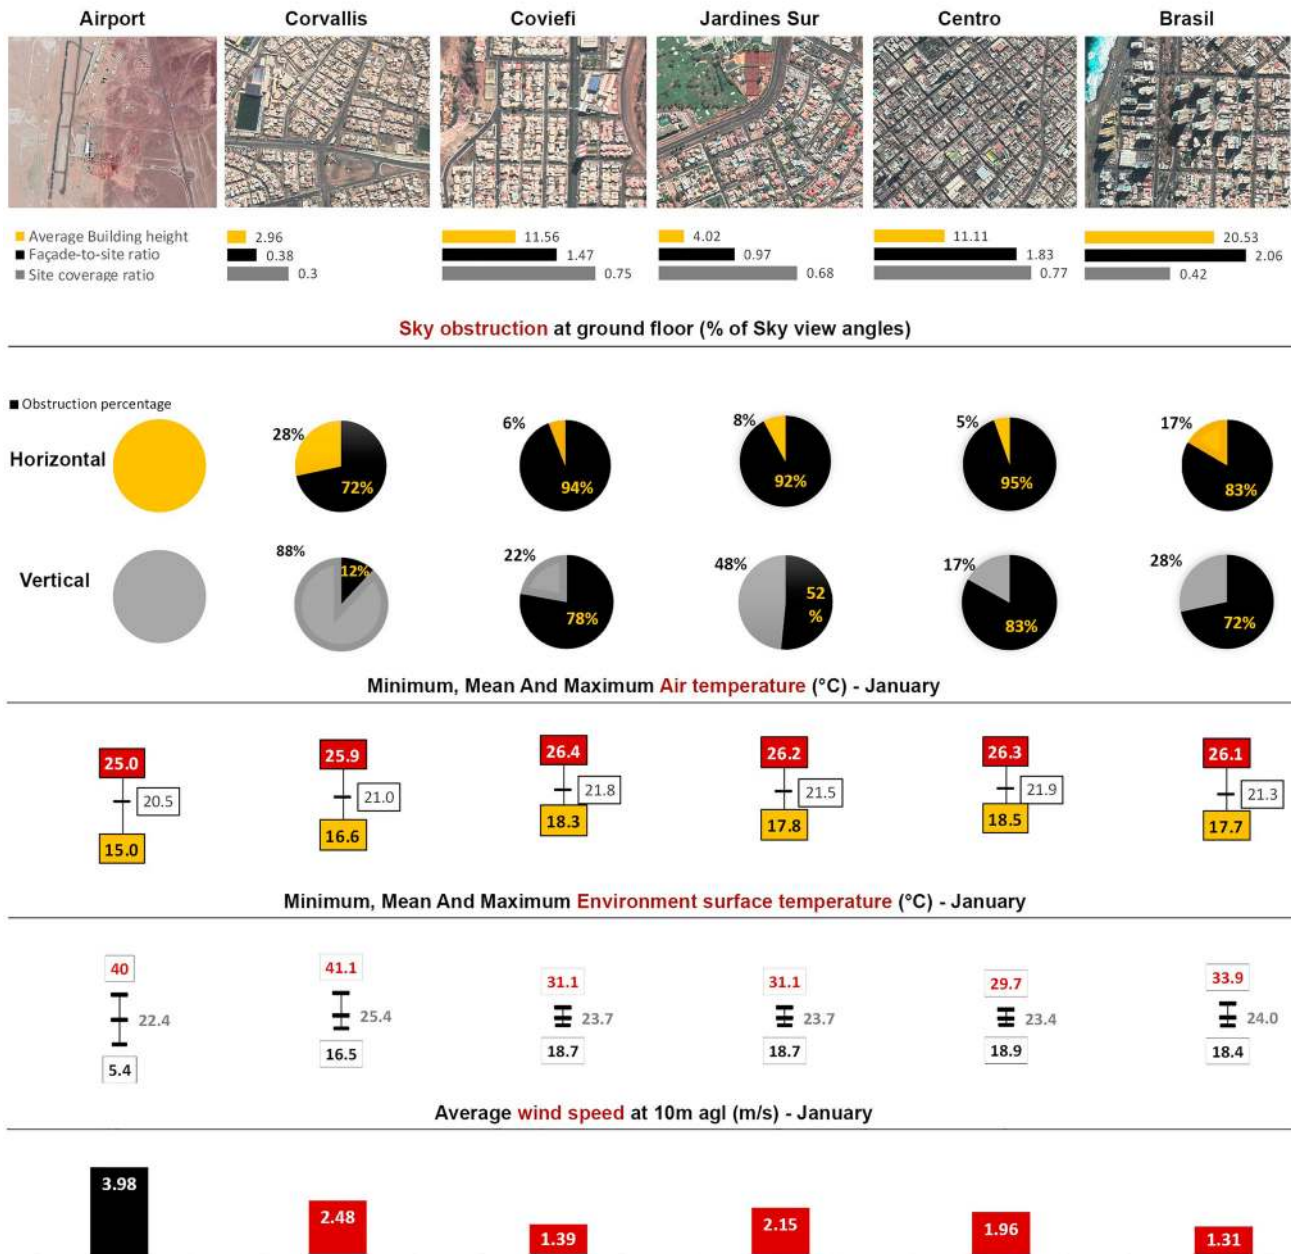 Airport Corvallis Coviefi Jardines Sur Centro Brasil
Average Building height 2.96 11.56 4.02 11.11 20.53
Façade-to-site ratio 0.38 1.47 0.97 1.83 2.06
Site coverage ratio 0.3 0.75 0.68 0.77 0.42
Sky obstruction at ground floor (% of Sky view angles)
Obstruction percentage
28% 6% 8% 5% 17%
Horizontal
72% 94% 92% 95% 83%
88% 22% 48% 17% 28%
Vertical
12% 78% 52 % 83% 72%
Minimum, Mean And Maximum Air temperature (°C) - January
25.0 25.9 26.4 26.2 26.3 26.1
20.5 21.0 21.8 21.5 21.9 21.3
15.0 16.6 18.3 17.8 18.5 17.7
Minimum, Mean And Maximum Environment surface temperature (°C) - January
40 41.1 31.1 31.1 29.7 33.9
22.4 25.4 23.7 23.7 23.4 24.0
5.4 16.5 18.7 18.7 18.9 18.4
Average wind speed at 10m agl (m/s) - January
3.98 2.48 1.39 2.15 1.96 1.31